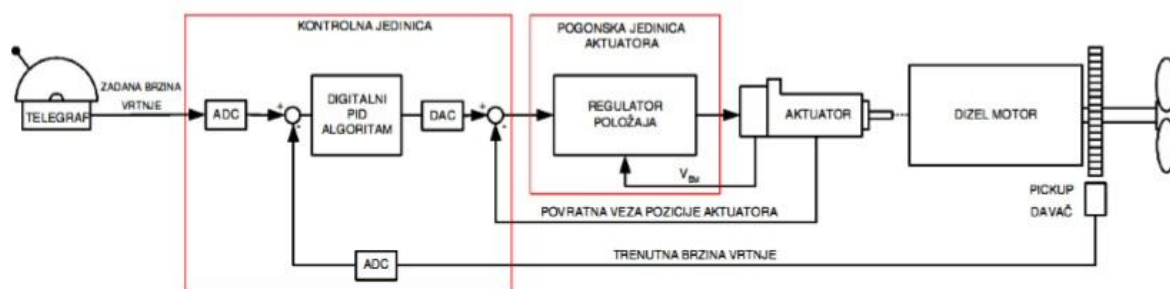 KONTROLNA JEDINICA
POGONSKA JEDINICA
AKTUATORA
ZADANA BRZINA
VRTNJE
TELEGRAF
ADC
+
-
DIGITALNI
PID
ALGORITAM
DAC
+
-
REGULATOR
POLOŽAJA
AKTUATOR
DIZEL MOTOR
V
POVRATNA VEZA POZICIJE AKTUATORA
PICKUP
DAVAČ
TRENUTNA BRZINA VRTNJE
ADC